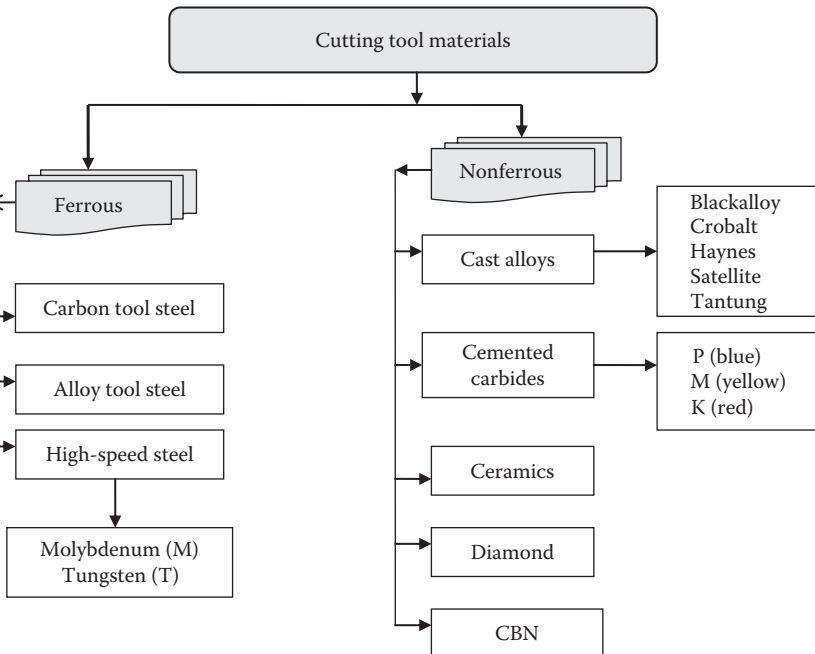 Cutting tool materials
Ferrous
Carbon tool steel
Alloy tool steel
High-speed steel
Molybdenum (M)
Tungsten (T)
Nonferrous
Cast alloys
Blackalloy
Crobalt
Haynes
Satellite
Tantung
Cemented
carbides
P (blue)
M (yellow)
K (red)
Ceramics
Diamond
CBN